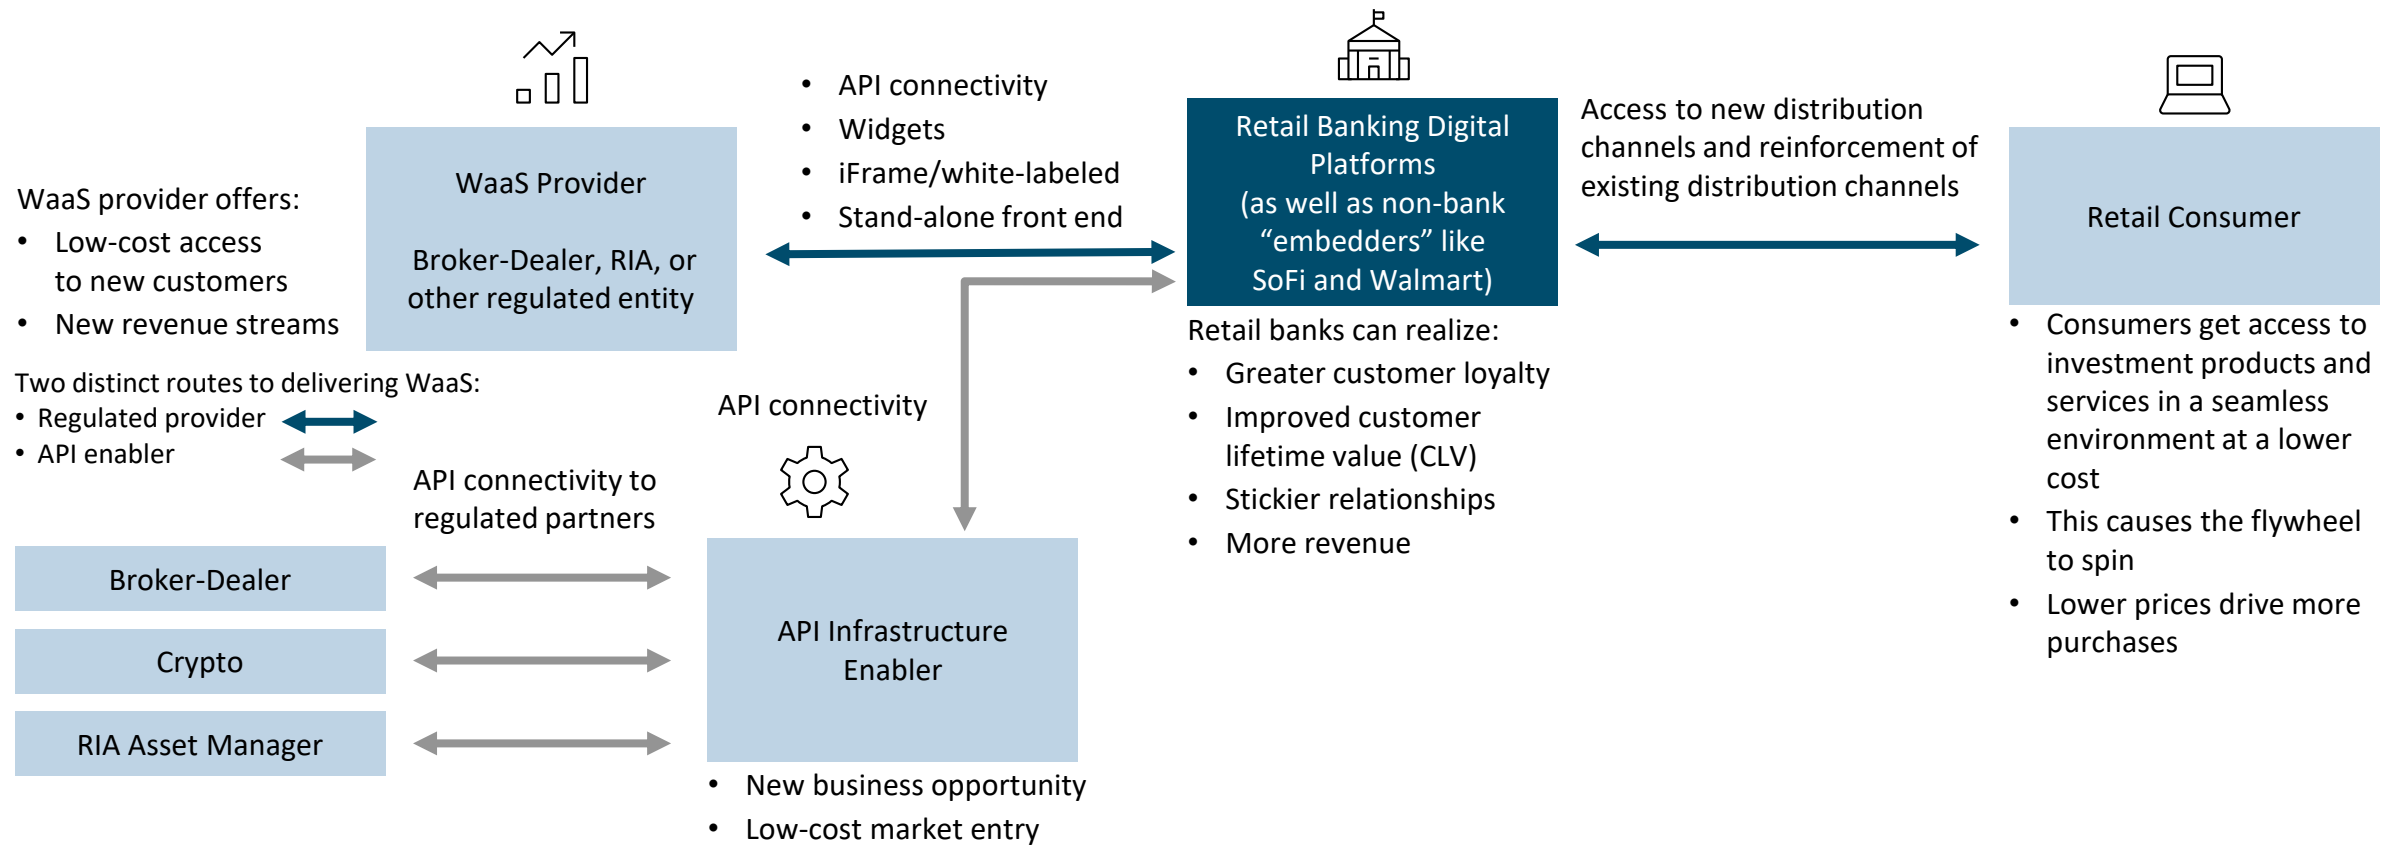 WaaS provider offers:
• Low-cost access
to new customers
• New revenue streams
WaaS Provider
Broker-Dealer, RIA, or
other regulated entity
• API connectivity
• Widgets
• iFrame/white-labeled
• Stand-alone front end
Retail Banking Digital
Platforms
(as well as non-bank
“embedders” like
SoFi and Walmart)
Access to new distribution
channels and reinforcement of
existing distribution channels
Retail Consumer
Retail banks can realize:
• Greater customer loyalty
• Improved customer
lifetime value (CLV)
• Stickier relationships
• More revenue
• Consumers get access to
investment products and
services in a seamless
environment at a lower
cost
• This causes the flywheel
to spin
• Lower prices drive more
purchases
Two distinct routes to delivering WaaS:
• Regulated provider
• API enabler
API connectivity
API connectivity to
regulated partners
Broker-Dealer
Crypto
RIA Asset Manager
API Infrastructure
Enabler
• New business opportunity
• Low-cost market entry